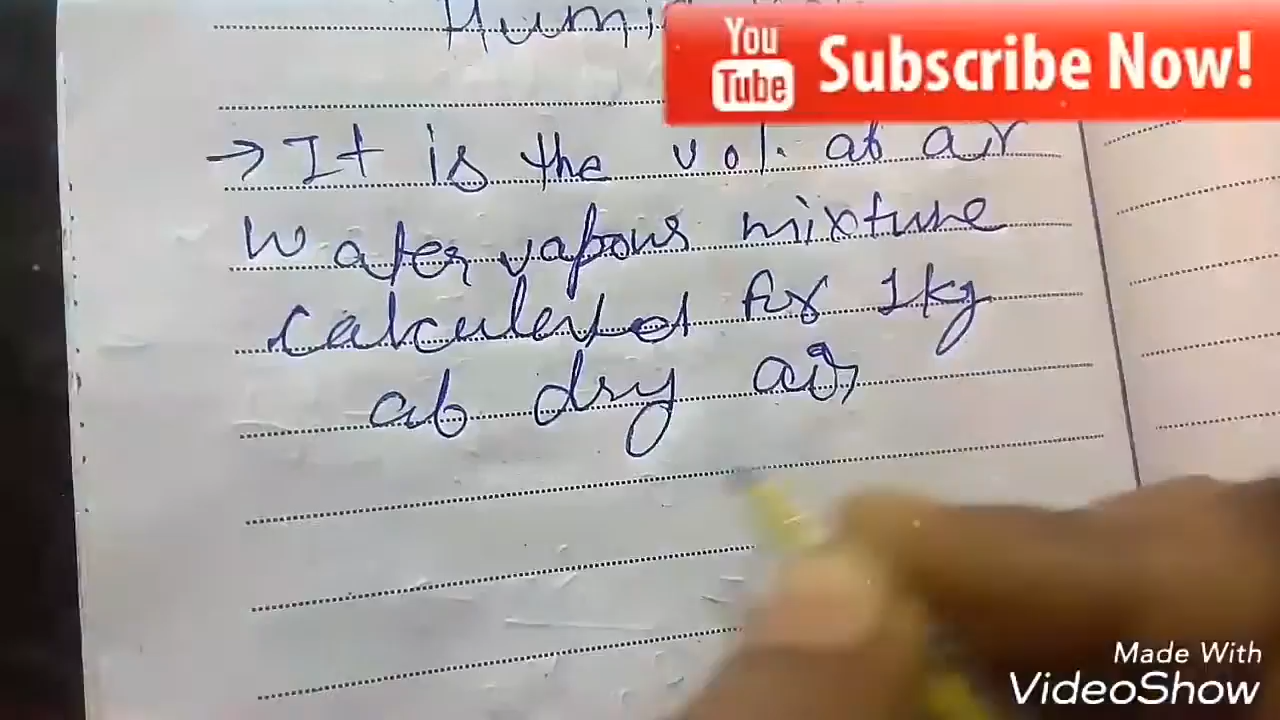 You Tube Subscribe Now!
→ It is the vol. of air
Water vapour mixture
calculated for 1kg
of dry air
Made With
VideoShow